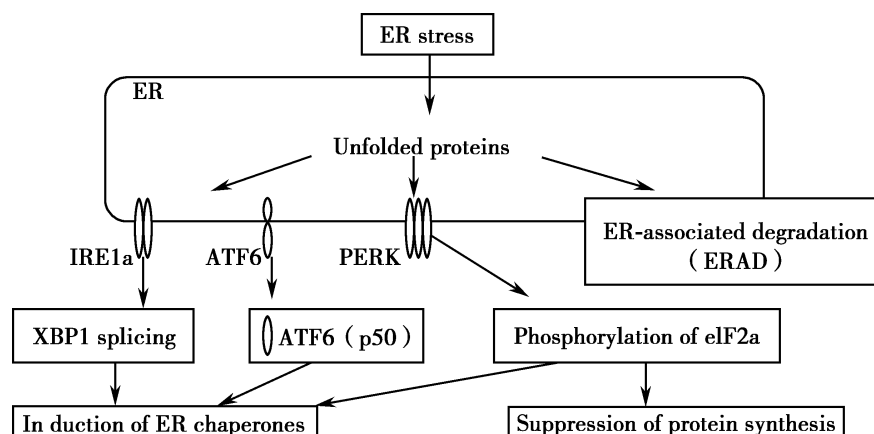 ER stress
ER
Unfolded proteins
IRE1a
ATF6
PERK
ER-associated degradation
( ERAD )
XBP1 splicing
ATF6 ( p50 )
Phosphorylation of elF2a
In duction of ER chaperones
Suppression of protein synthesis